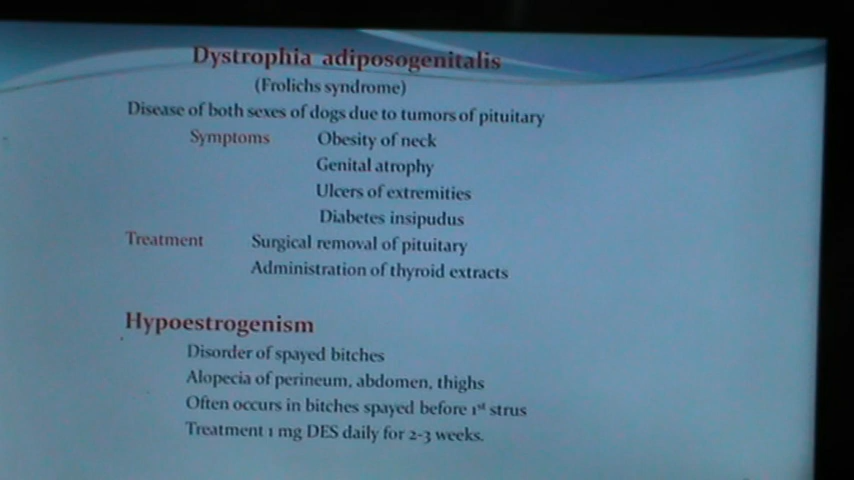 Dystrophia adiposogenitalis
(Frolichs syndrome)
Disease of both sexes of dogs due to tumors of pituitary
Symptoms Obesity of neck
Genital atrophy
Ulcers of extremities
Diabetes insipudus
Treatment Surgical removal of pituitary
Administration of thyroid extracts
Hypoestrogenism
Disorder of spayed bitches
Alopecia of perineum, abdomen, thighs
Often occurs in bitches spayed before 1st strus
Treatment 1 mg DES daily for 2-3 weeks.